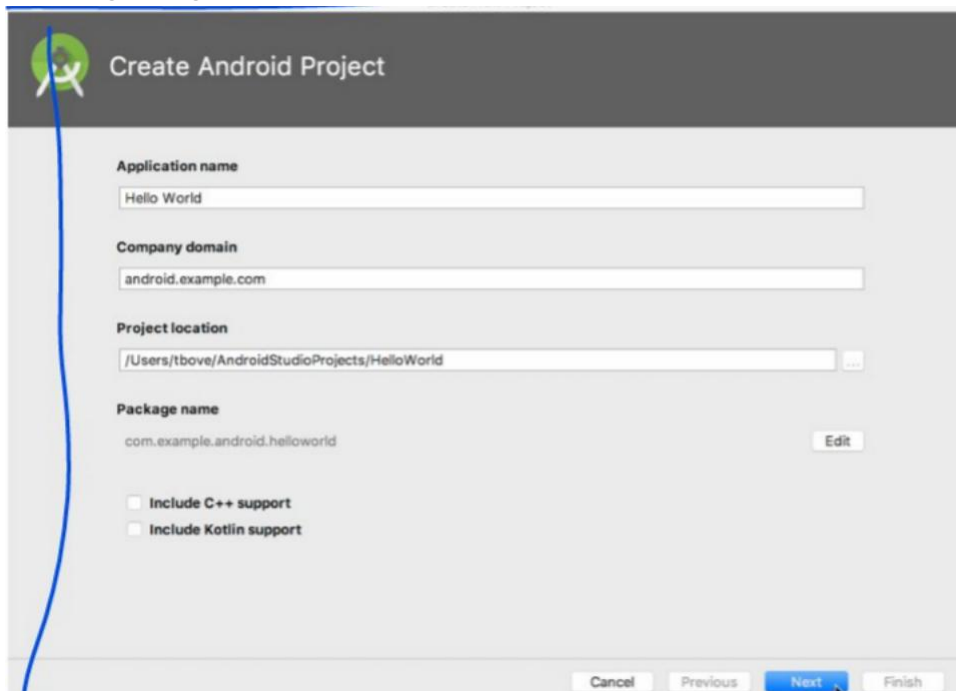 Create Android Project
Application name
Hello World
Company domain
android.example.com
Project location
/Users/tbove/AndroidStudioProjects/HelloWorld
...
Package name
com.example.android.helloworld
Edit
Include C++ support
Include Kotlin support
Cancel Previous Next Finish